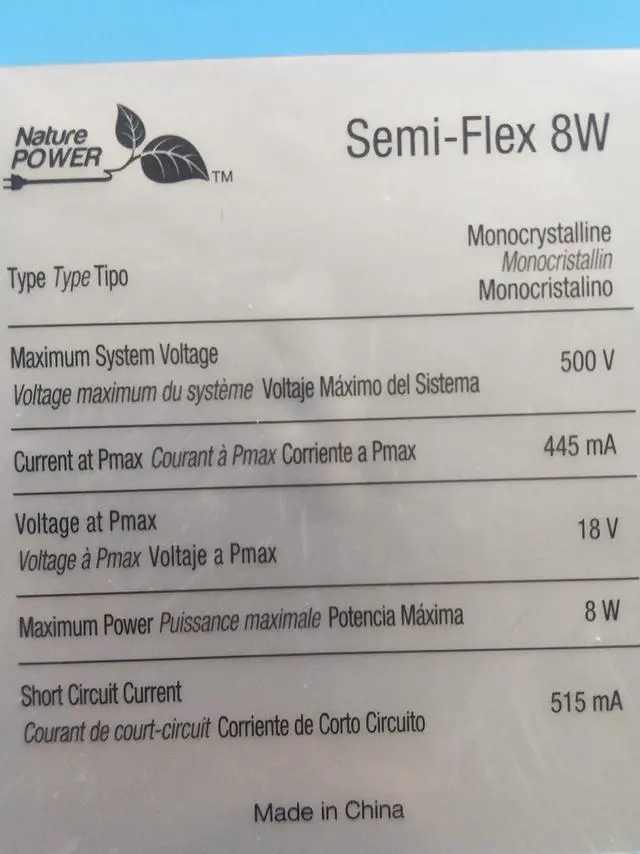 Nature
POWER
TM
Semi-Flex 8W
Type Type Tipo
Monocrystalline
Monocristallin
Monocristalino
Maximum System Voltage
Voltage maximum du système Voltaje Máximo del Sistema
500 V
Current at Pmax Courant à Pmax Corriente a Pmax 445 mA
Voltage at Pmax
Voltage à Pmax Voltaje a Pmax
18 V
Maximum Power Puissance maximale Potencia Máxima 8 W
Short Circuit Current
Courant de court-circuit Corriente de Corto Circuito
515 mA
Made in China